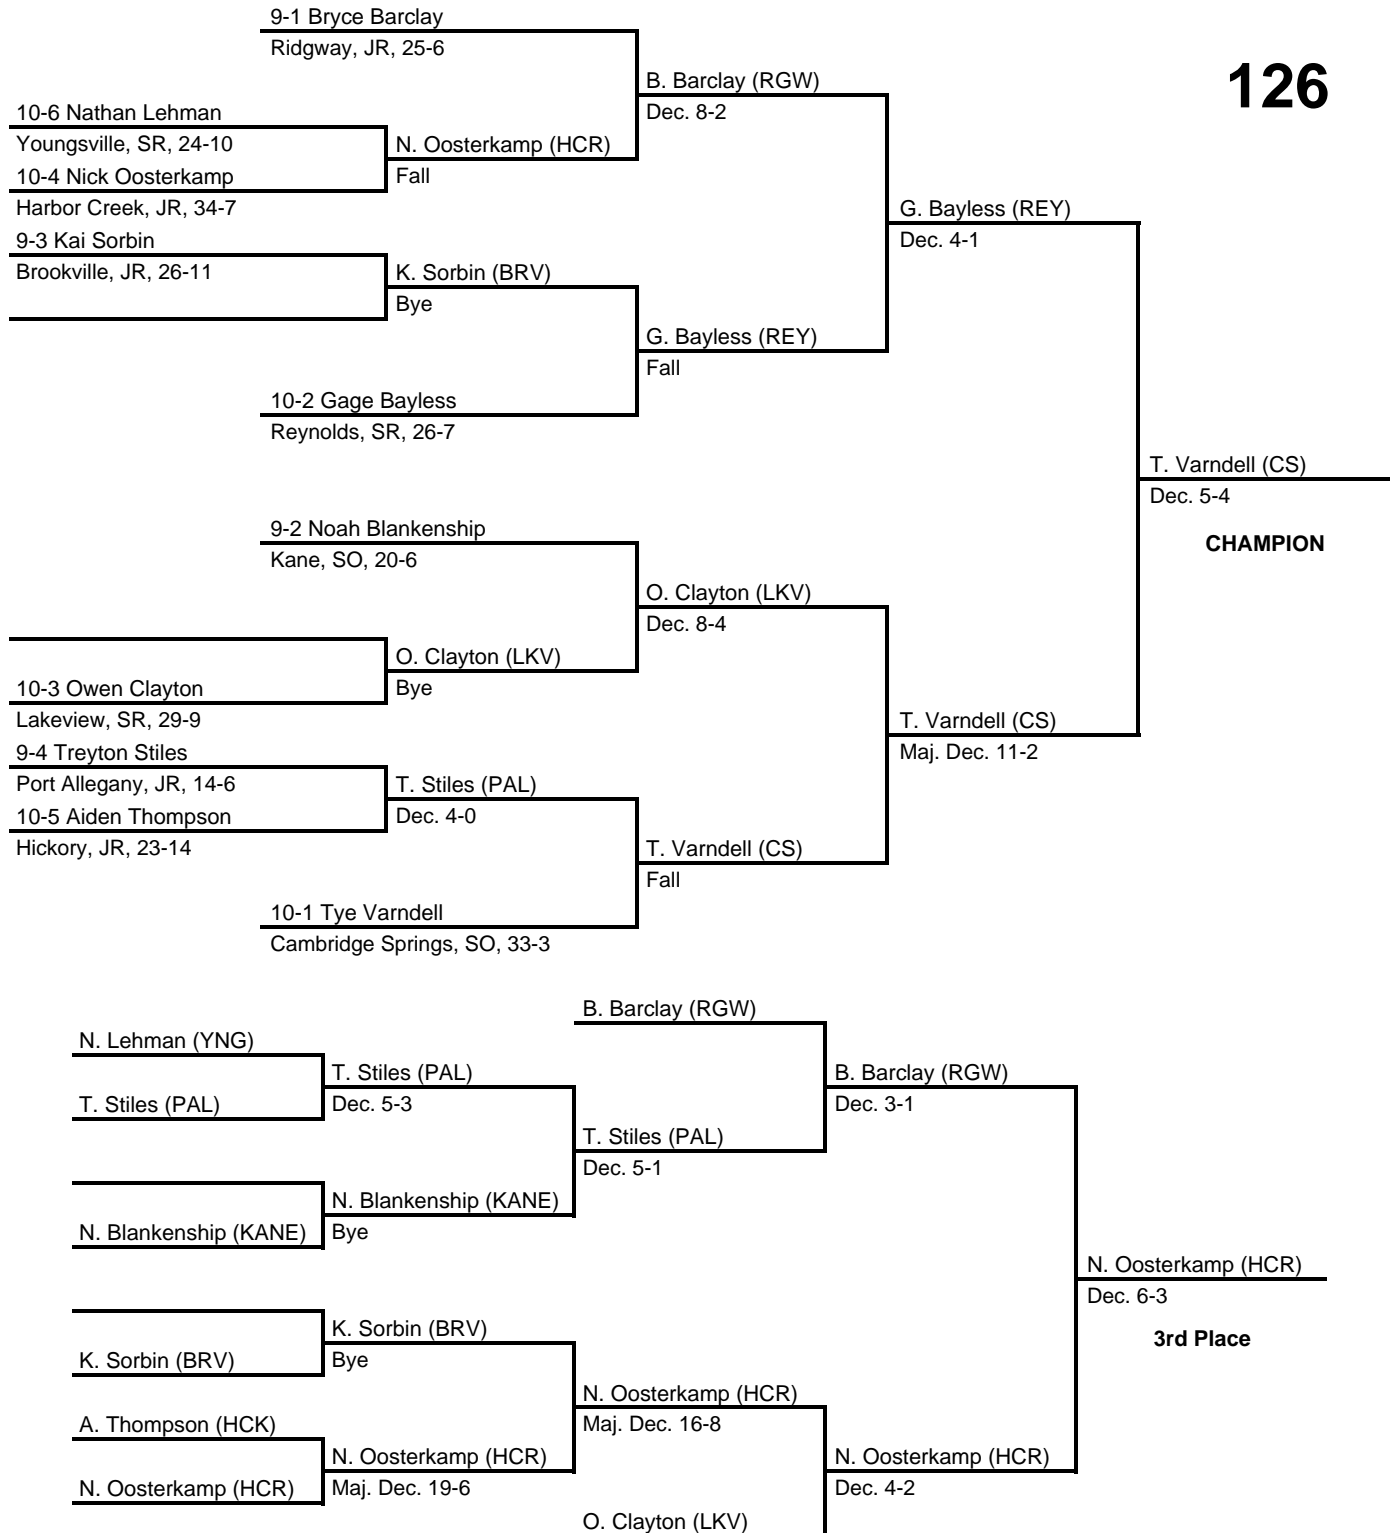 9-1 Bryce Barclay
Ridgway, JR, 25-6
126
B. Barclay (RGW)
Dec. 8-2
10-6 Nathan Lehman
Youngsville, SR, 24-10
N. Oosterkamp (HCR)
Fall
10-4 Nick Oosterkamp
Harbor Creek, JR, 34-7
G. Bayless (REY)
Dec. 4-1
9-3 Kai Sorbin
Brookville, JR, 26-11
K. Sorbin (BRV)
Bye
G. Bayless (REY)
Fall
10-2 Gage Bayless
Reynolds, SR, 26-7
T. Varndell (CS)
Dec. 5-4
CHAMPION
9-2 Noah Blankenship
Kane, SO, 20-6
O. Clayton (LKV)
Dec. 8-4
O. Clayton (LKV)
Bye
10-3 Owen Clayton
Lakeview, SR, 29-9
T. Varndell (CS)
Maj. Dec. 11-2
9-4 Treyton Stiles
Port Allegany, JR, 14-6
T. Stiles (PAL)
Dec. 4-0
10-5 Aiden Thompson
Hickory, JR, 23-14
T. Varndell (CS)
Fall
10-1 Tye Varndell
Cambridge Springs, SO, 33-3
B. Barclay (RGW)
N. Lehman (YNG)
T. Stiles (PAL)
Dec. 5-3
B. Barclay (RGW)
Dec. 3-1
T. Stiles (PAL)
T. Stiles (PAL)
Dec. 5-1
N. Blankenship (KANE)
Bye
N. Blankenship (KANE)
N. Oosterkamp (HCR)
Dec. 6-3
3rd Place
K. Sorbin (BRV)
Bye
K. Sorbin (BRV)
N. Oosterkamp (HCR)
Maj. Dec. 16-8
A. Thompson (HCK)
N. Oosterkamp (HCR)
Maj. Dec. 19-6
N. Oosterkamp (HCR)
Dec. 4-2
N. Oosterkamp (HCR)
O. Clayton (LKV)